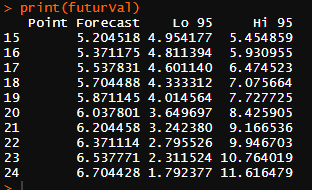 > print(futurVal)
Point Forecast Lo 95 Hi 95
15 5.204518 4.954177 5.454859
16 5.371175 4.811394 5.930955
17 5.537831 4.601140 6.474523
18 5.704488 4.333312 7.075664
19 5.871145 4.014564 7.727725
20 6.037801 3.649697 8.425905
21 6.204458 3.242380 9.166536
22 6.371114 2.795526 9.946703
23 6.537771 2.311524 10.764019
24 6.704428 1.792377 11.616479
>